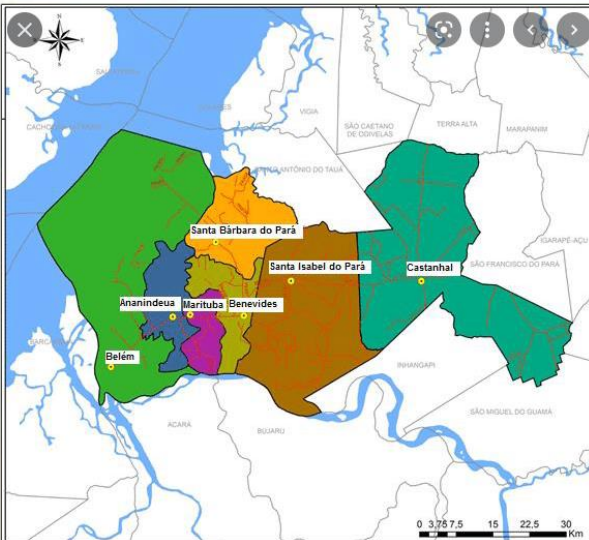 N
VIGIA
SÃO CAETANO
DE ODIVELAS
TERRA ALTA
MARAPANIM
SANTO ANTÔNIO DO TAUÁ
Santa Bárbara do Pará
IGARAPÉ-AÇU
SÃO FRANCISCO DO PARÁ
Santa Isabel do Pará
Castanhal
Ananindeua
Marituba
Benevides
Belém
INHANGAPI
SÃO MIGUEL DO GUAMÁ
ACARÁ
BUJARU
0 3,75 7,5 15 22,5 30
Km